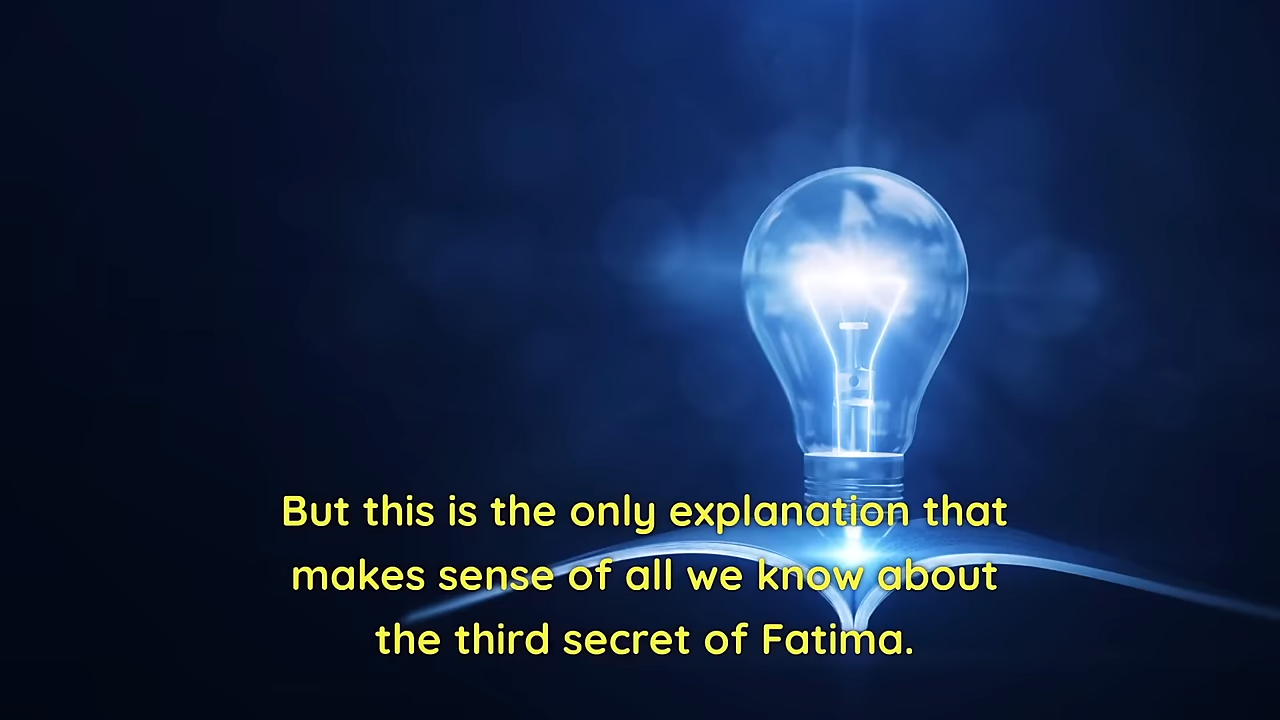 But this is the only explanation that
makes sense of all we know about
the third secret of Fatima.